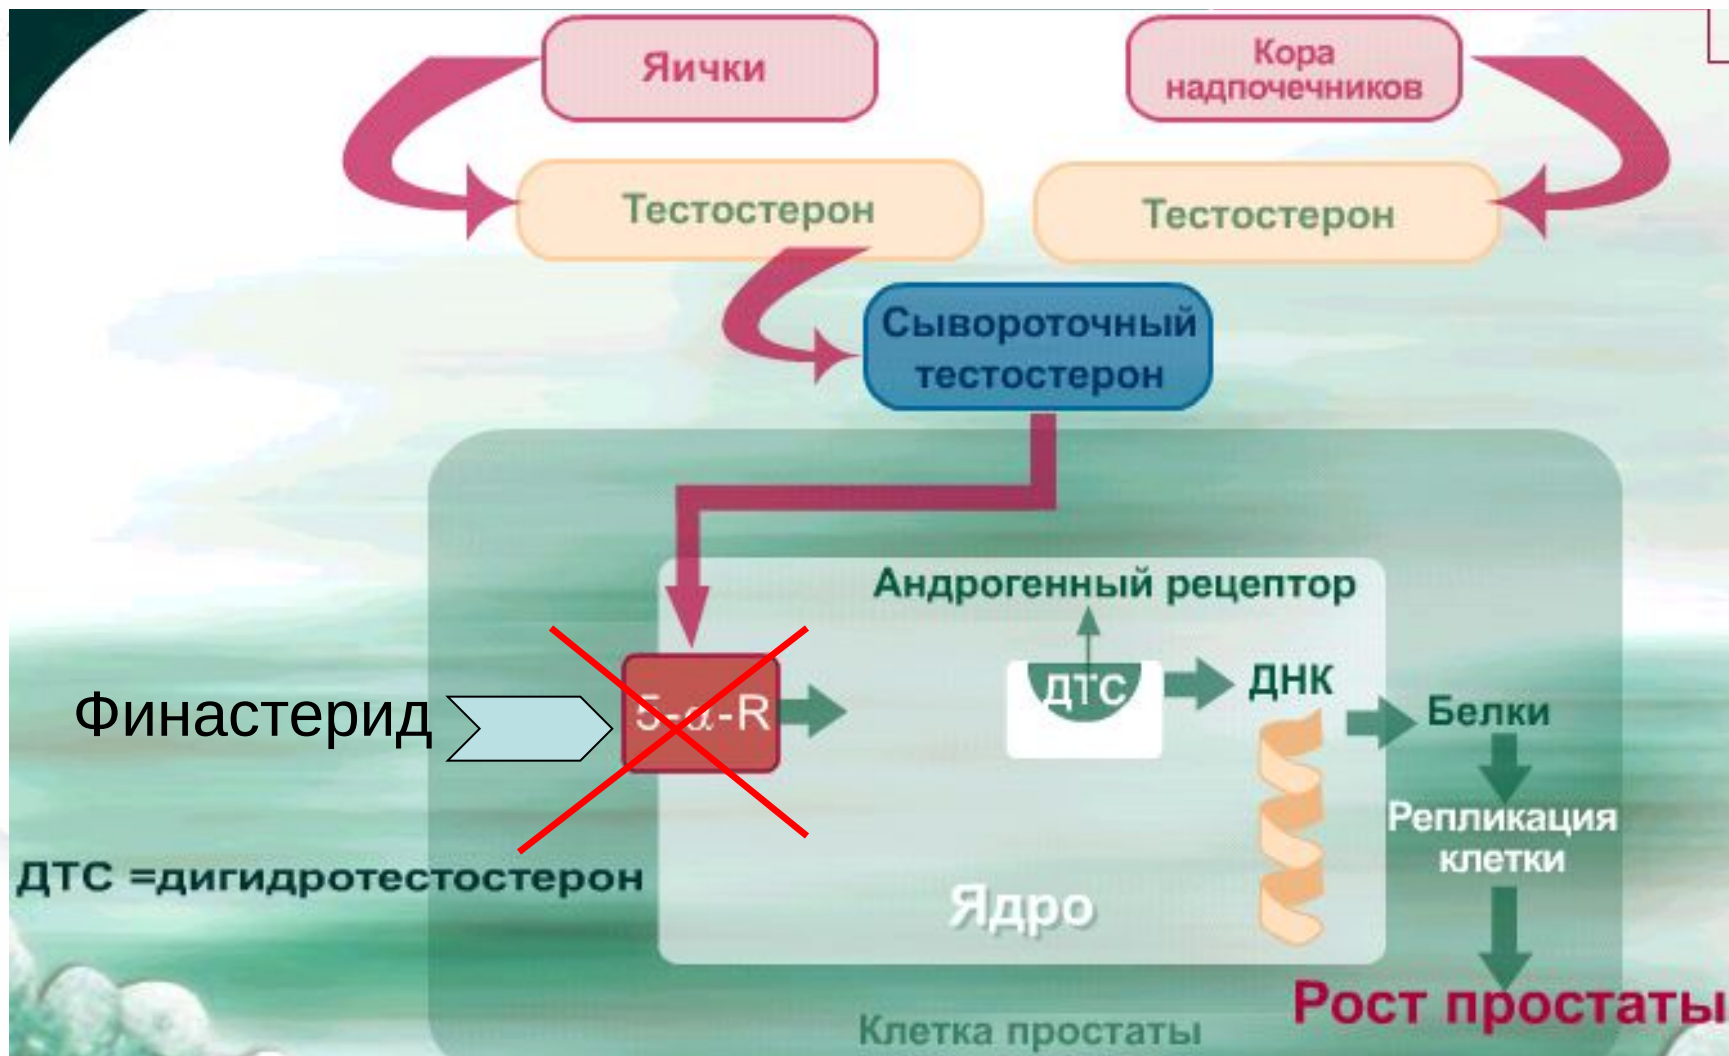 Яички
Кора
надпочечников
Тестостерон
Тестостерон
Сывороточный
тестостерон
Андрогенный рецептор
Финастерид
5-α-R
ДТС
ДНК
Белки
Репликация
клетки
ДТС =дигидротестостерон
Ядро
Рост простаты
Клетка простаты